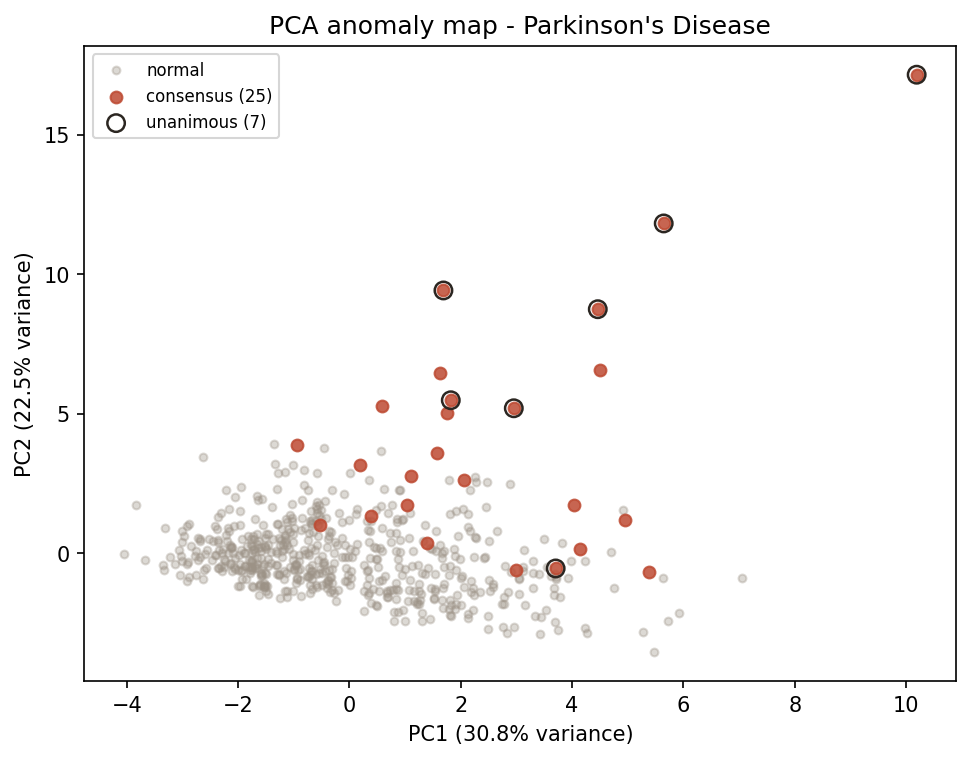 PCA anomaly map - Parkinson's Disease
normal
consensus (25)
unanimous (7)
15
10
5
0
PC2 (22.5% variance)
−4
−2
0
2
4
6
8
10
PC1 (30.8% variance)